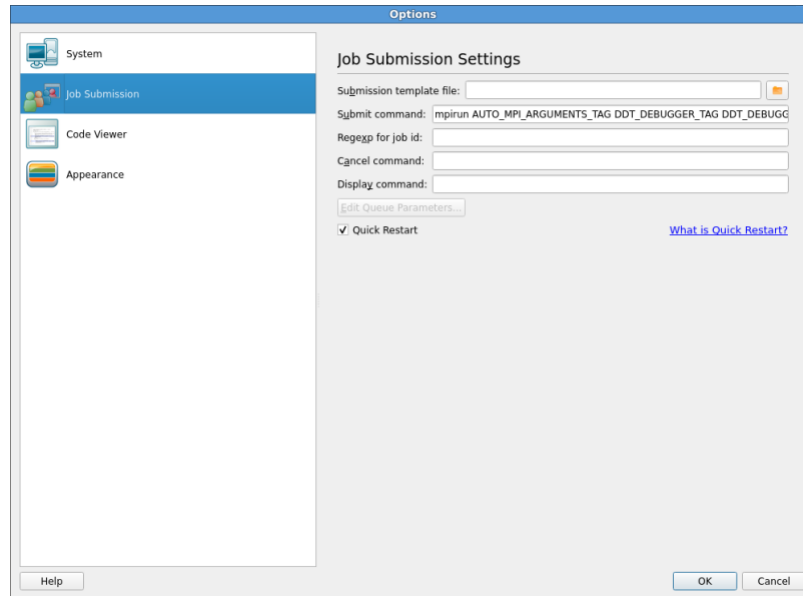 Options
System
Job Submission
Code Viewer
Appearance
Job Submission Settings
Submission template file:
Submit command: mpirun AUTO_MPI_ARGUMENTS_TAG DDT_DEBUGGER_TAG DDT_DEBUGG
Regexp for job id:
Cancel command:
Display command:
Edit Queue Parameters...
Quick Restart What is Quick Restart?
Help OK Cancel